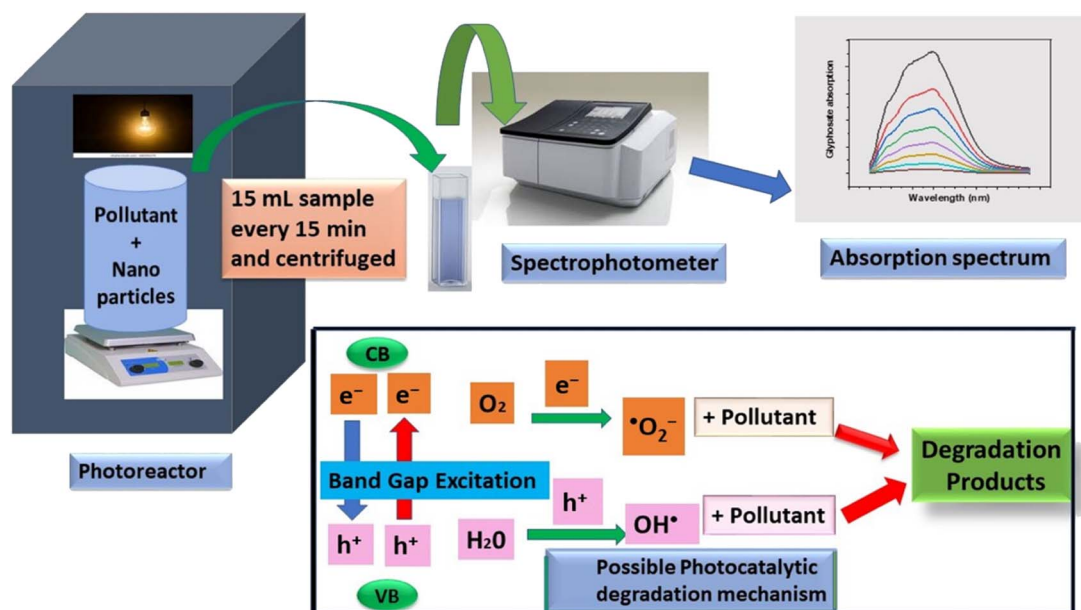 Pollutant
+
Nano
particles
15 mL sample
every 15 min
and centrifuged
Photoreactor
Spectrophotometer
Glyphosate absorption
Wavelength (nm)
Absorption spectrum
CB
e⁻
e⁻
Band Gap Excitation
h⁺
h⁺
VB
O₂
e⁻
•O₂⁻
+ Pollutant
H₂0
h⁺
OH•
+ Pollutant
Degradation
Products
Possible Photocatalytic
degradation mechanism